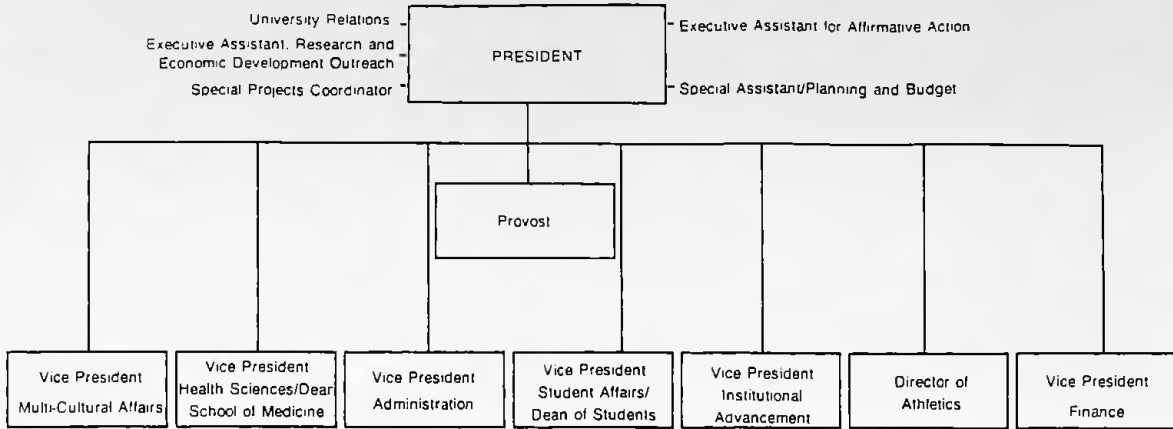 University Relations
Executive Assistant, Research and
Economic Development Outreach
Special Projects Coordinator
PRESIDENT
Executive Assistant for Affirmative Action
Special Assistant/Planning and Budget
Provost
Vice President
Multi-Cultural Affairs
Vice President
Health Sciences/Dean
School of Medicine
Vice President
Administration
Vice President
Student Affairs/
Dean of Students
Vice President
Institutional
Advancement
Director of
Athletics
Vice President
Finance